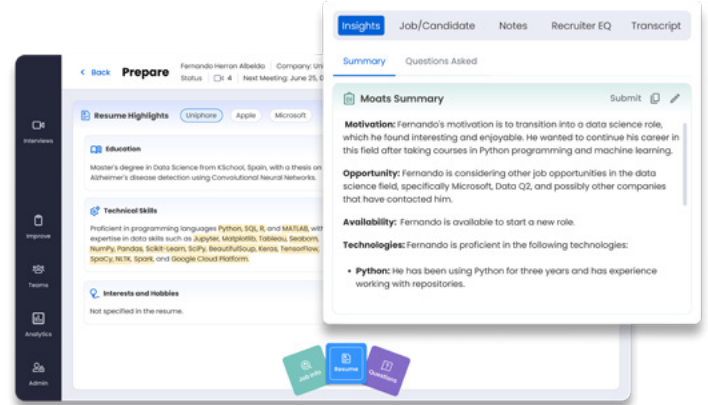 Interviews
Improve
Teams
Analytics
Admin
Back
Prepare
Fernando Herran Albelda Company: Uni
Status 4 Next Meeting: June 25,
Resume Highlights
Uniphore
Apple
Microsoft
Education
Master's degree in Data Science from KSchool, Spain, with a thesis on
Alzheimer's disease detection using Convolutional Neural Networks.
Technical Skills
Proficient in programming languages Python, SQL, R, and MATLAB, with
expertise in data skills such as Jupyter, Matplotlib, Tableau, Seaborn,
NumPy, Pandas, Scikit-Learn, SciPy, BeautifulSoup, Keras, TensorFlow,
SpaCy, NLTK, Spark, and Google Cloud Platform.
Interests and Hobbies
Not specified in the resume.
Job Info
Resume
Questions
Insights
Job/Candidate
Notes
Recruiter EQ
Transcript
Summary
Questions Asked
Moats Summary
Submit
Motivation: Fernando's motivation is to transition into a data science role,
which he found interesting and enjoyable. He wanted to continue his career in
this field after taking courses in Python programming and machine learning.
Opportunity: Fernando is considering other job opportunities in the data
science field, specifically Microsoft, Data Q2, and possibly other companies
that have contacted him.
Availability: Fernando is available to start a new role.
Technologies: Fernando is proficient in the following technologies:
• Python: He has been using Python for three years and has experience
working with repositories.